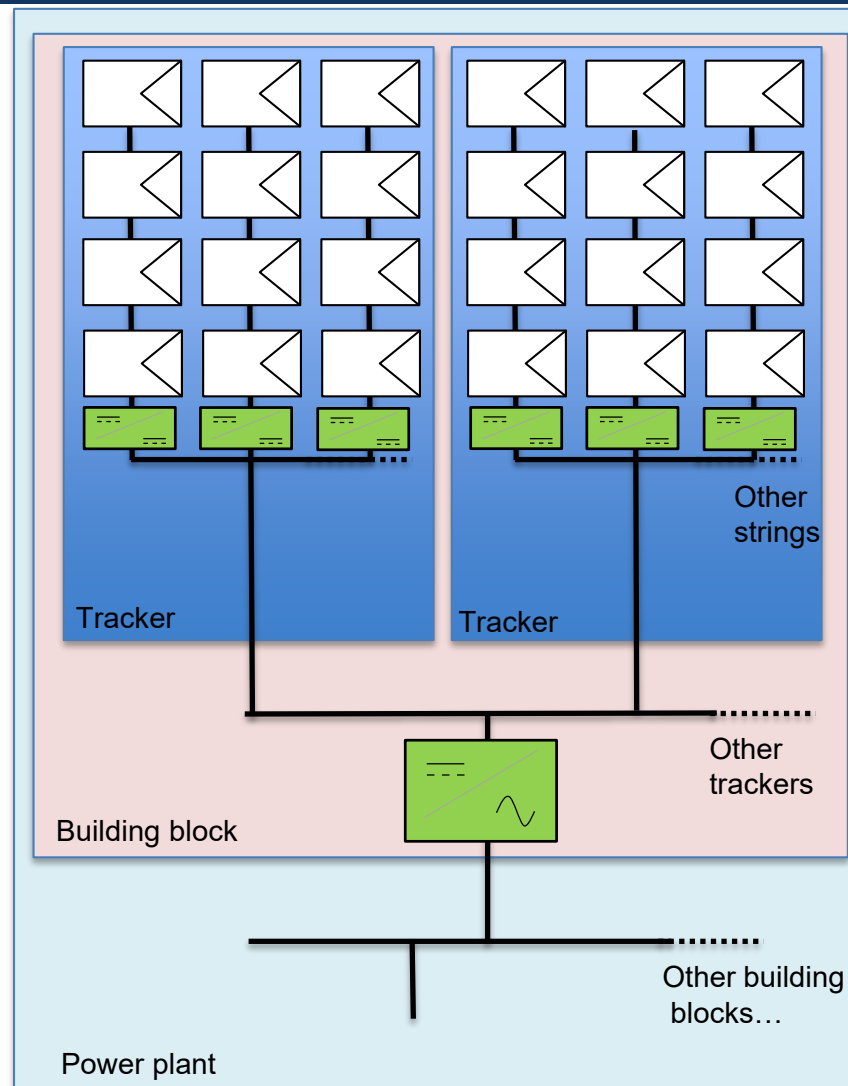 Other
strings
Tracker
Tracker
Other
trackers
Building block
Other building
blocks…
Power plant